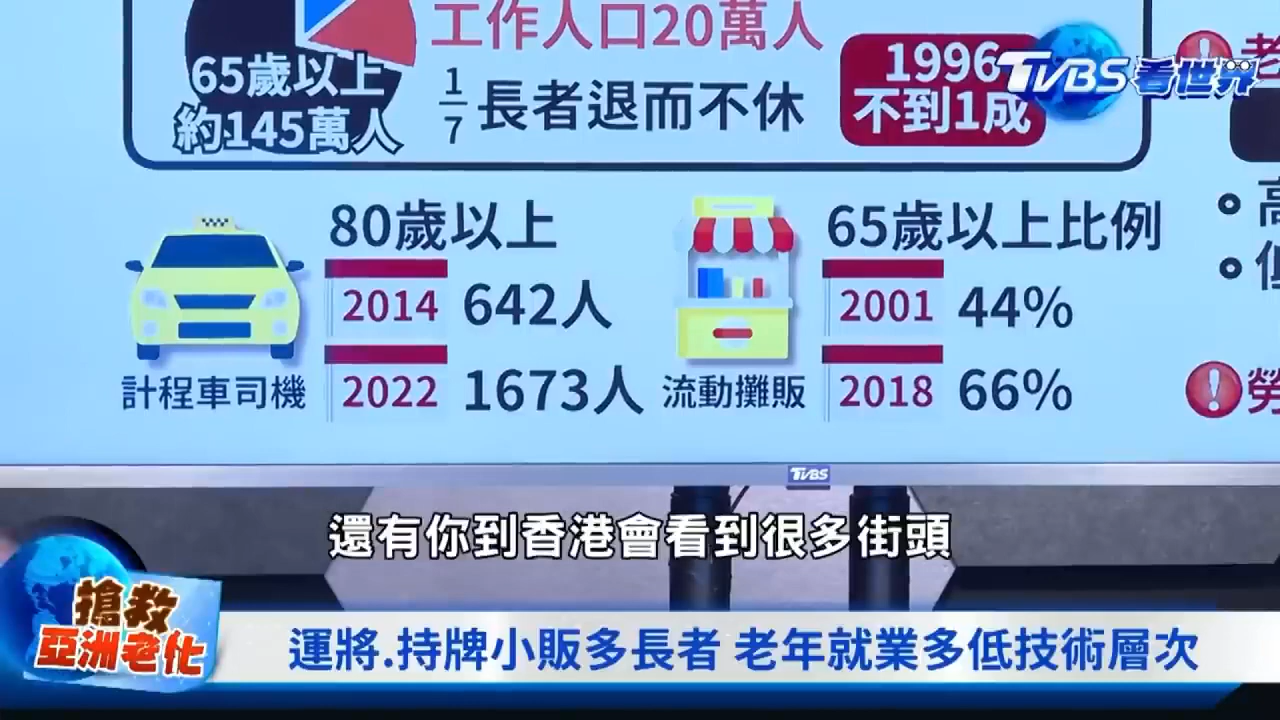 工作人口20萬人
65歲以上
約145萬人
1/7 長者退而不休
1996
不到1成
TVBS 看世界
老
80歲以上
2014 642人
2022 1673人
計程車司機
65歲以上比例
2001 44%
2018 66%
流動攤販
高
但
勞
TVBS
還有你到香港會看到很多街頭
搶救
亞洲老化
運將.持牌小販多長者 老年就業多低技術層次